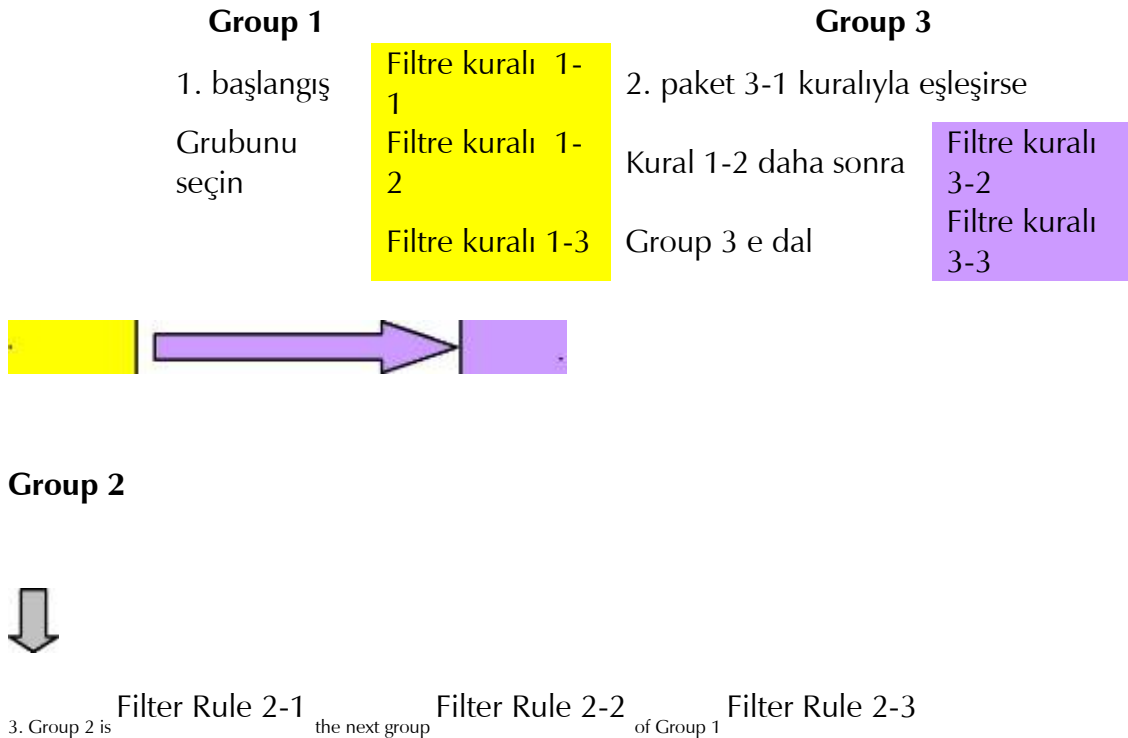 Group 1
Group 3
1. başlangış
Filtre kuralı 1-
1
2. paket 3-1 kuralıyla eşleşirse
Grubunu
seçin
Filtre kuralı 1-
2
Kural 1-2 daha sonra
Filtre kuralı
3-2
Filtre kuralı 1-3
Group 3 e dal
Filtre kuralı
3-3
Group 2
3. Group 2 is Filter Rule 2-1 the next group Filter Rule 2-2 of Group 1 Filter Rule 2-3